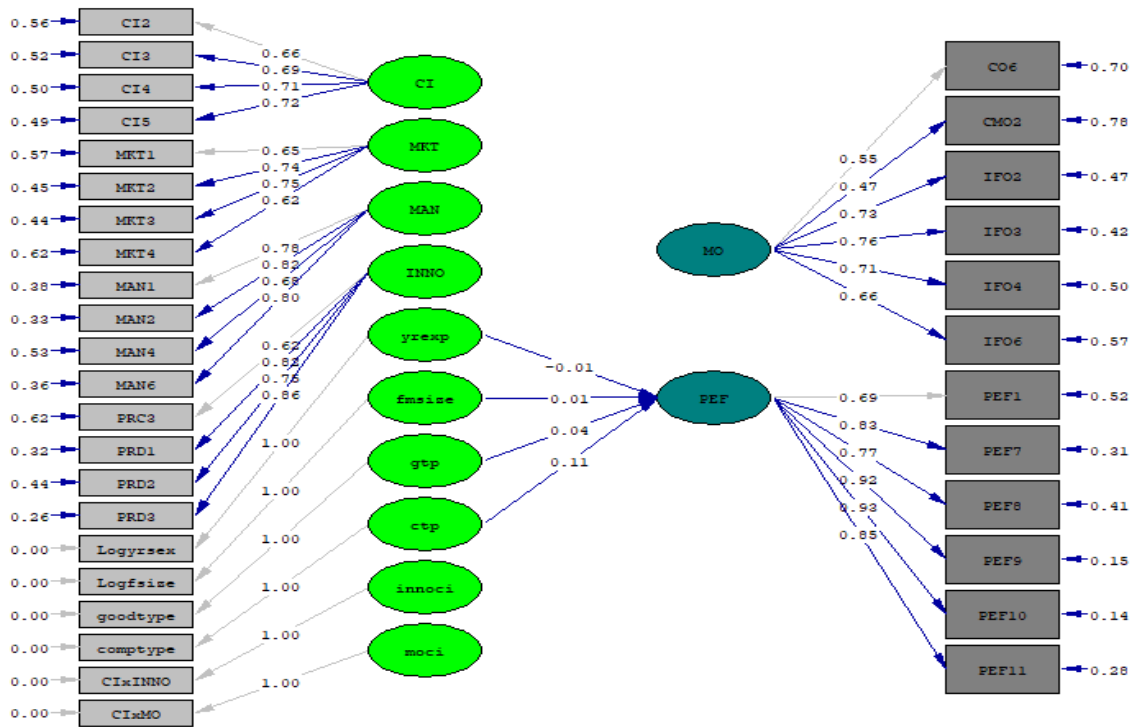 0.56 CI2
0.52 CI3
0.50 CI4
0.49 CI5
0.57 MKT1
0.45 MKT2
0.44 MKT3
0.62 MKT4
0.38 MAN1
0.33 MAN2
0.53 MAN4
0.36 MAN6
0.62 PRC3
0.32 PRD1
0.44 PRD2
0.26 PRD3
0.00 Logyrsex
0.00 Logfsize
0.00 goodtype
0.00 comptype
0.00 CIxINNO
0.00 CIxMO
0.66
0.69
0.71
0.72
0.65
0.74
0.75
0.62
0.78
0.82
0.68
0.80
0.62
0.82
0.75
0.86
1.00
1.00
1.00
1.00
1.00
1.00
CI
MKT
MAN
INNO
yrexp
fmsize
gtp
ctp
innoci
moci
-0.01
0.01
0.04
0.11
MO
PEF
0.55
0.47
0.73
0.76
0.71
0.66
0.69
0.83
0.77
0.92
0.93
0.85
CO6 0.70
CMO2 0.78
IFO2 0.47
IFO3 0.42
IFO4 0.50
IFO6 0.57
PEF1 0.52
PEF7 0.31
PEF8 0.41
PEF9 0.15
PEF10 0.14
PEF11 0.28